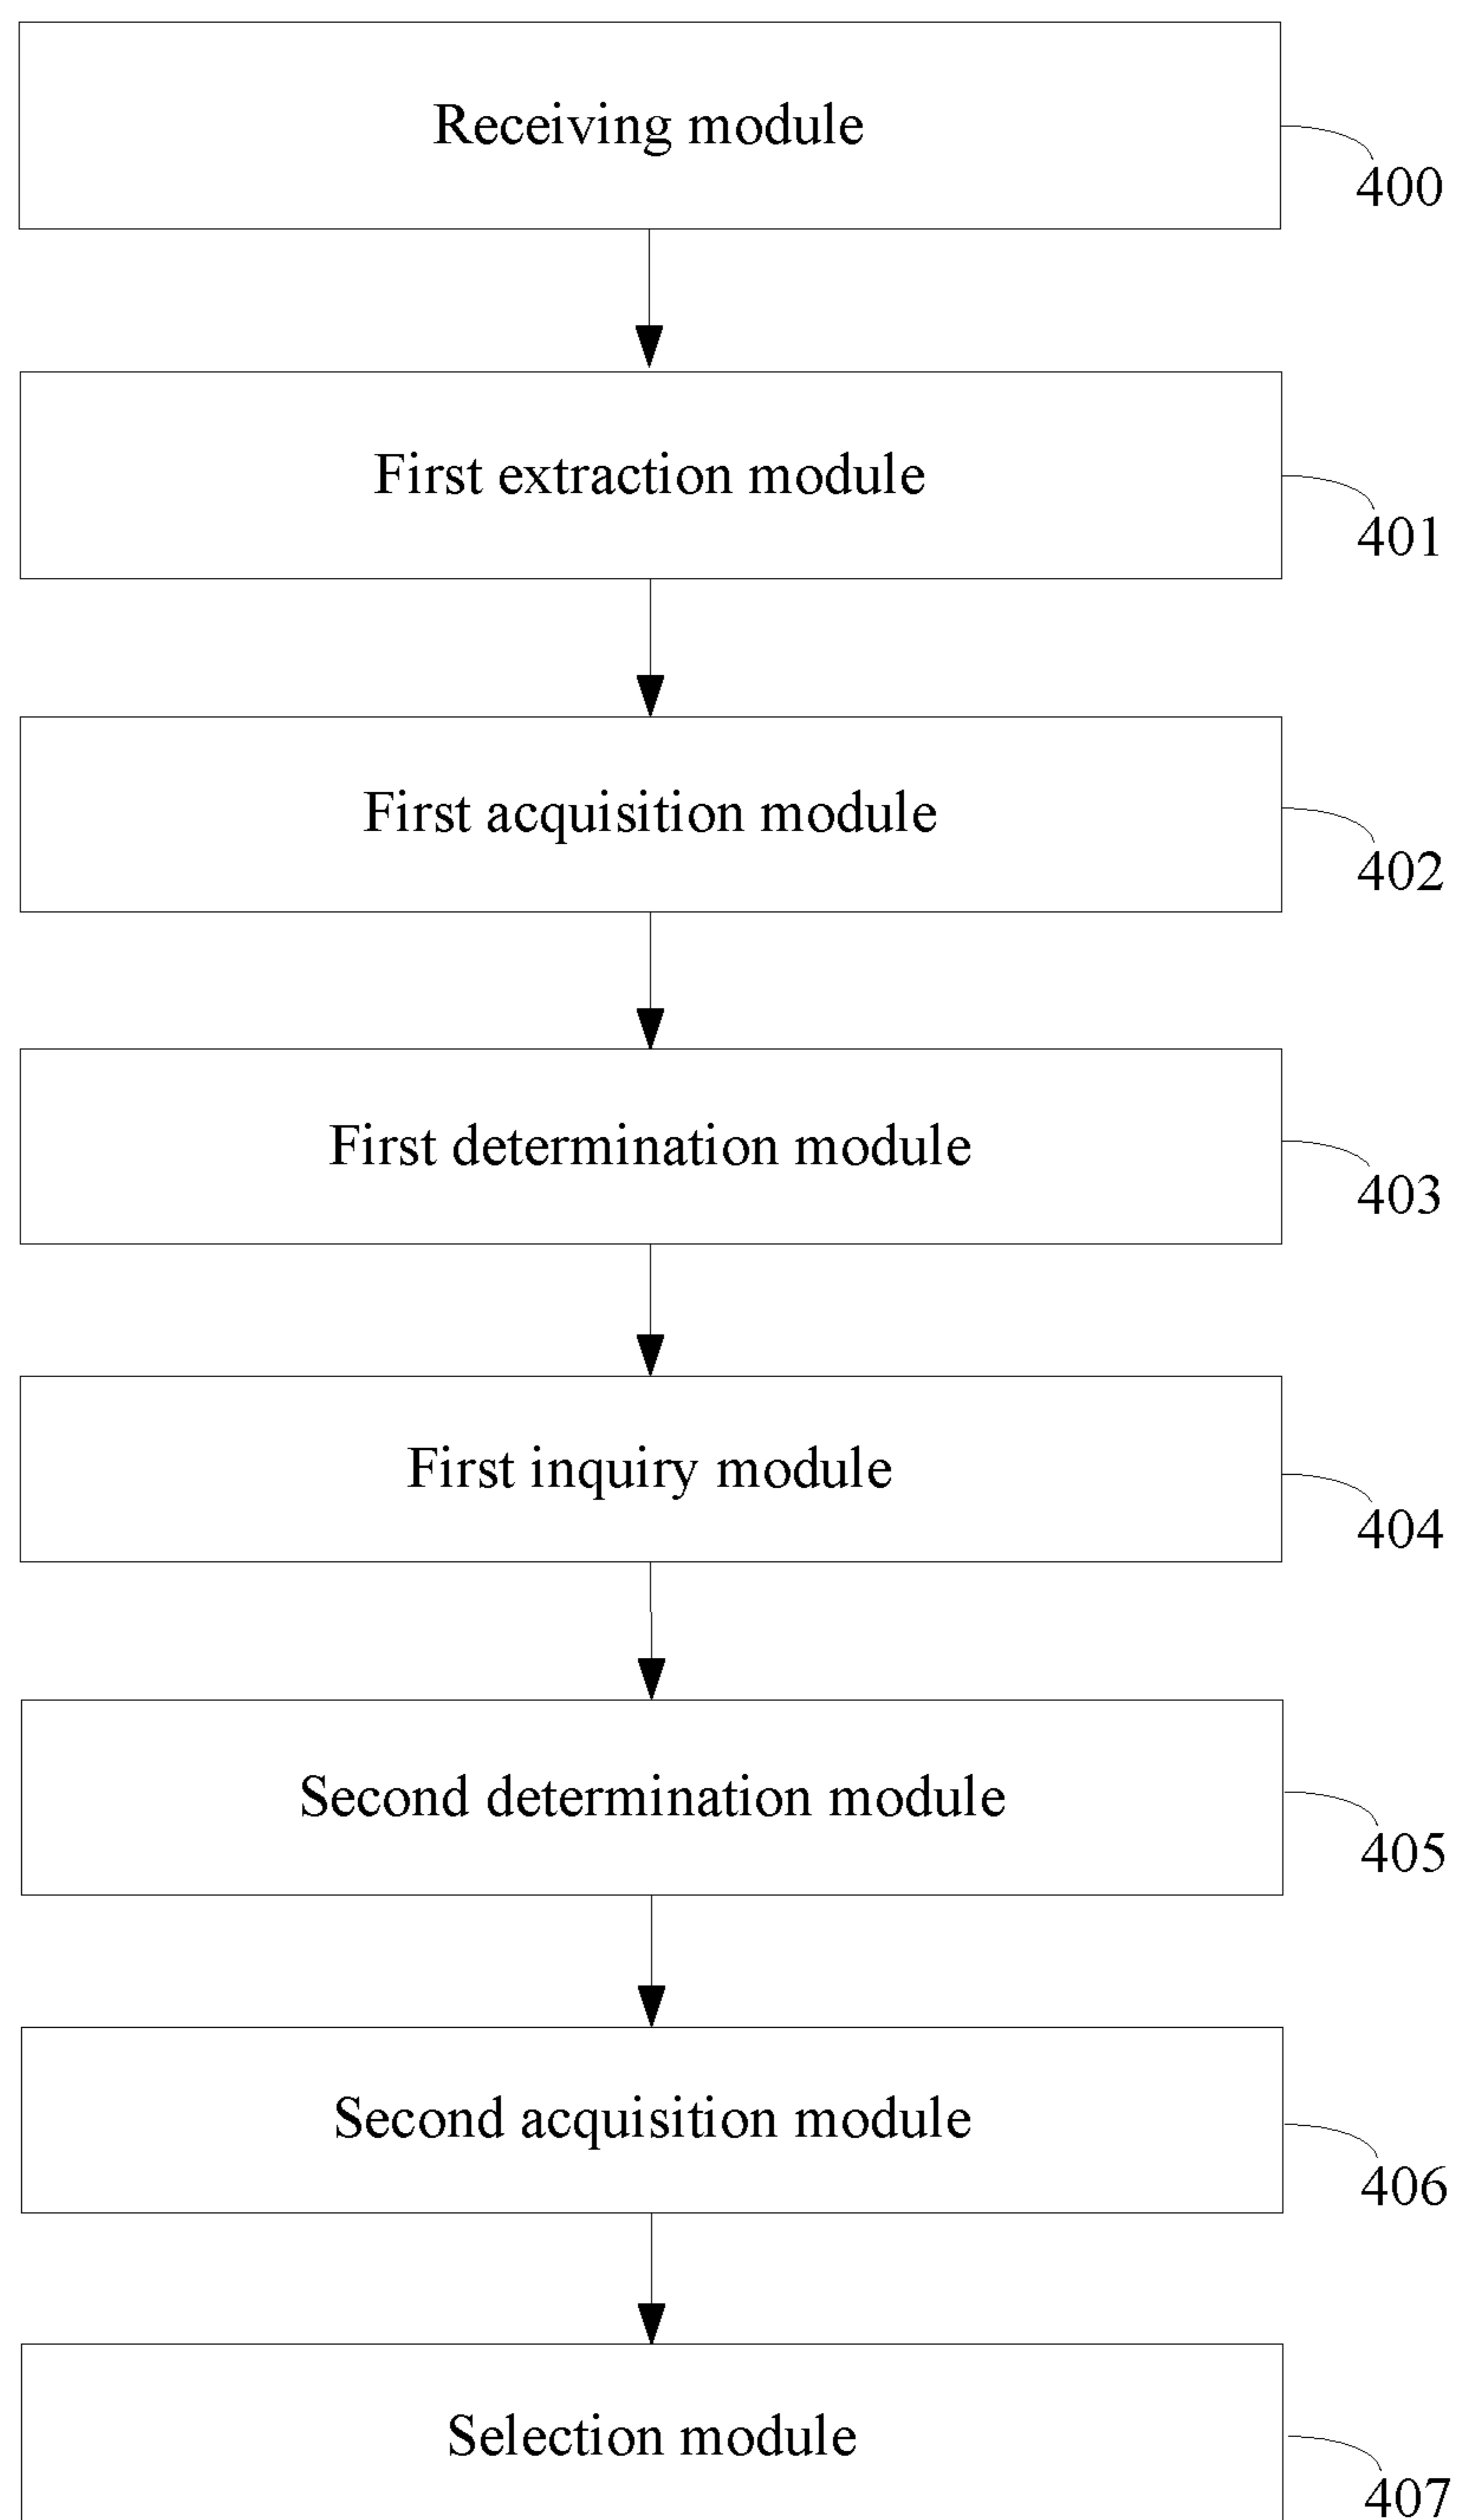 Receiving module
400
First extraction module
401
First acquisition module
402
First determination module
403
First inquiry module
404
Second determination module
405
Second acquisition module
406
Selection module
407